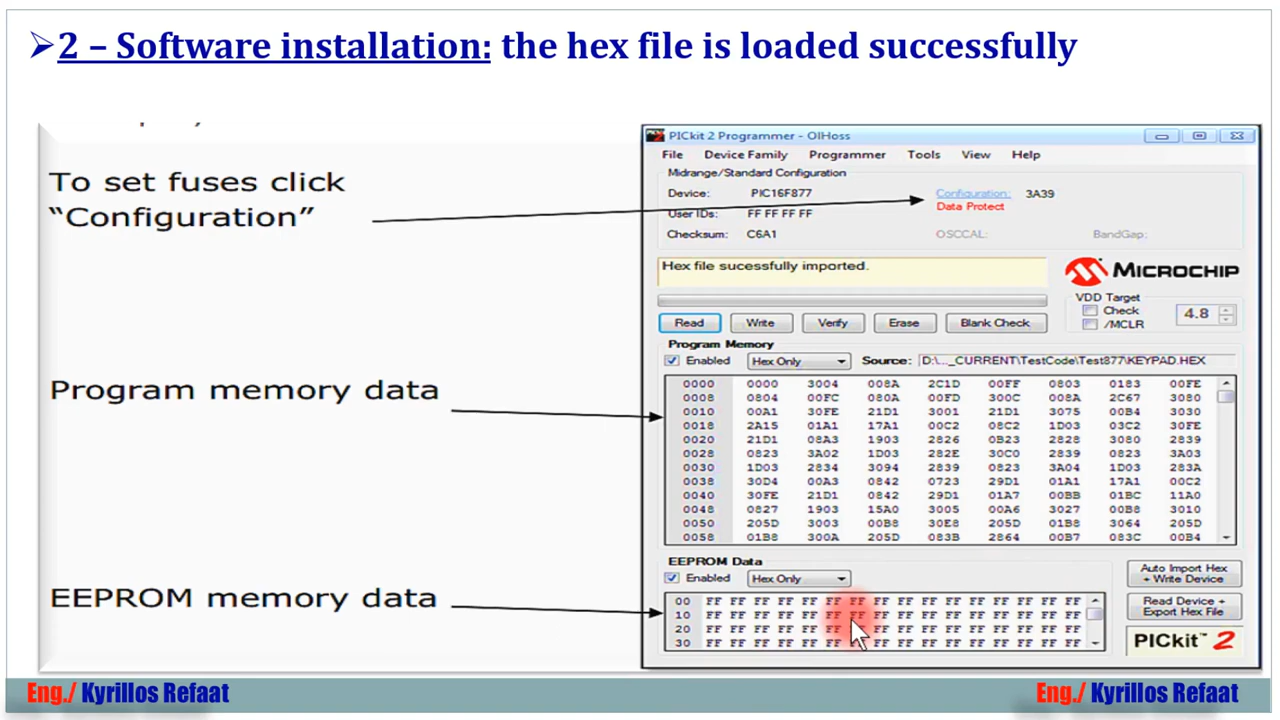 ➢2 – Software installation: the hex file is loaded successfully
To set fuses click
“Configuration”
Program memory data
EEPROM memory data
PICkit 2 Programmer - OlHoss
File Device Family Programmer Tools View Help
Midrange/Standard Configuration
Device: PIC16F877 Configuration: 3A39
User IDs: FF FF FF FF Data Protect
Checksum: C6A1 OSCCAL: BandGap:
Hex file sucessfully imported.
MICROCHIP
VDD Target
Check
/MCLR
4.8
Read Write Verify Erase Blank Check
Program Memory
Enabled Hex Only Source: D:\..._CURRENT\TestCode\Test877\KEYPAD.HEX
0000 0000 3004 008A 2C1D 00FF 0803 0183 00FE
0008 0804 00FC 080A 00FD 300C 008A 2C67 3080
0010 00A1 30FE 21D1 3001 21D1 3075 00B4 3030
0018 2A15 01A1 17A1 00C2 08C2 1D03 03C2 30FE
0020 21D1 08A3 1903 2826 0B23 2828 3080 2839
0028 0823 3A02 1D03 282E 30C0 2839 0823 3A03
0030 1D03 2834 3094 2839 0823 3A04 1D03 283A
0038 30D4 00A3 0842 0723 29D1 01A1 17A1 00C2
0040 30FE 21D1 0842 29D1 01A7 00BB 01BC 11A0
0048 0827 1903 15A0 3005 00A6 3027 00B8 3010
0050 205D 3003 00B8 30E8 205D 01B8 3064 205D
0058 01B8 300A 205D 083B 2864 00B7 083C 00B4
EEPROM Data
Enabled Hex Only
00 FF FF FF FF FF FF FF FF FF FF FF FF FF FF FF FF
10 FF FF FF FF FF FF FF FF FF FF FF FF FF FF FF FF
20 FF FF FF FF FF FF FF FF FF FF FF FF FF FF FF
30 FF FF FF FF FF FF FF FF FF FF FF FF FF FF FF
Auto Import Hex
+ Write Device
Read Device +
Export Hex File
PICkit™ 2
Eng./ Kyrillos Refaat
Eng./ Kyrillos Refaat